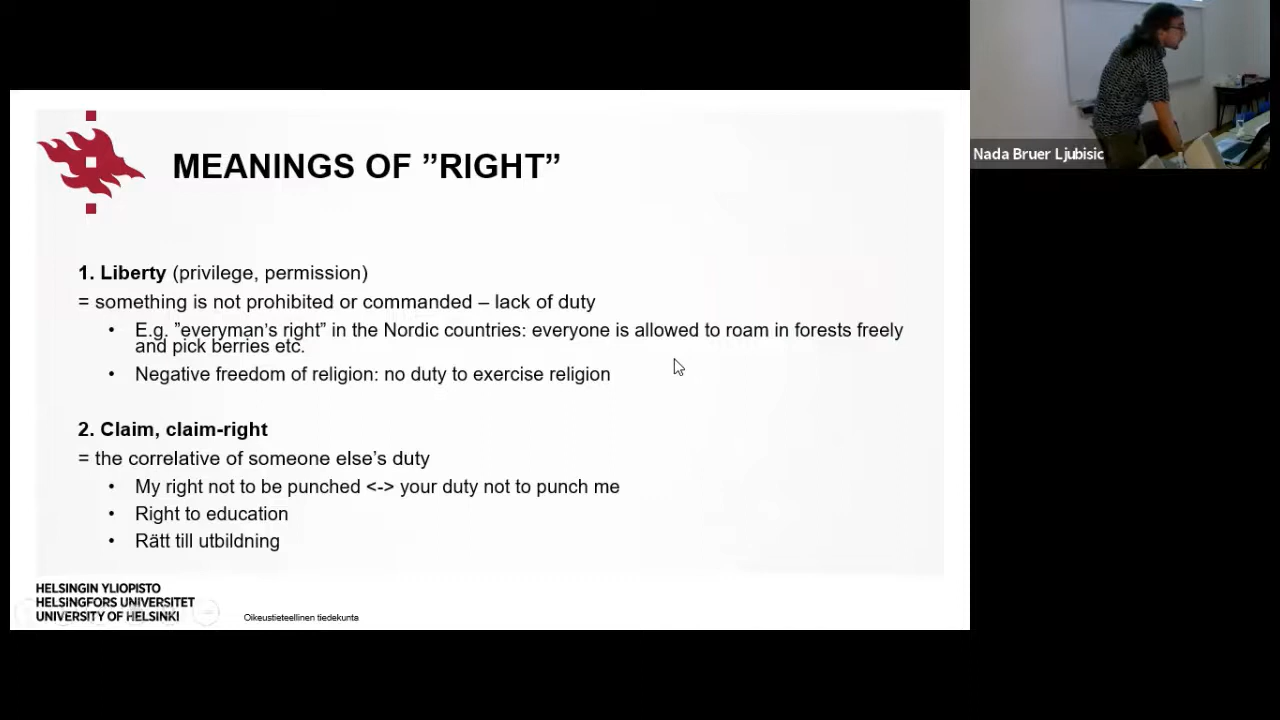 MEANINGS OF ”RIGHT”
1. Liberty (privilege, permission)
= something is not prohibited or commanded – lack of duty
• E.g. ”everyman’s right” in the Nordic countries: everyone is allowed to roam in forests freely
and pick berries etc.
• Negative freedom of religion: no duty to exercise religion
2. Claim, claim-right
= the correlative of someone else’s duty
• My right not to be punched <-> your duty not to punch me
• Right to education
• Rätt till utbildning
HELSINGIN YLIOPISTO
HELSINGFORS UNIVERSITET
UNIVERSITY OF HELSINKI
Oikeustieteellinen tiedekunta
Nada Bruer Ljubisic